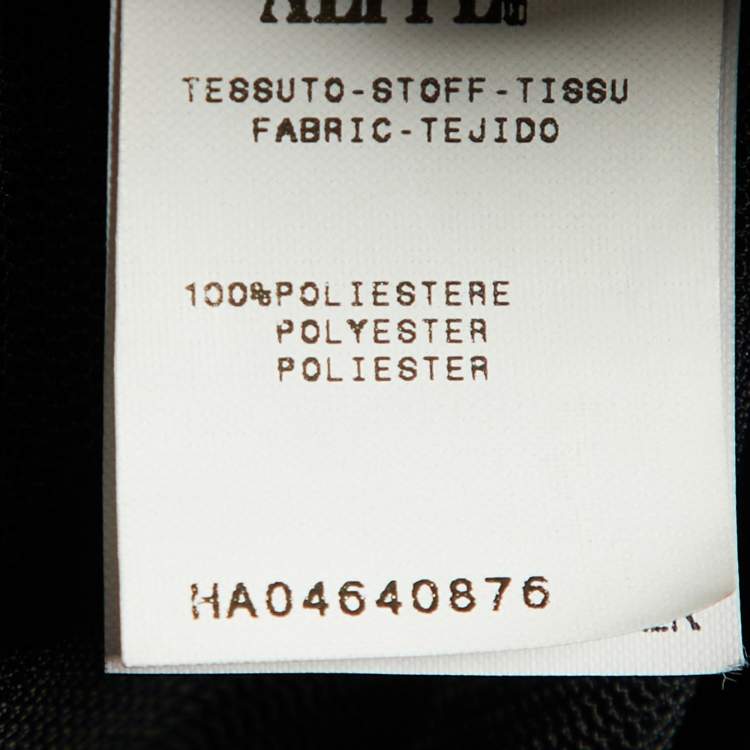 TESSUTO-STOFF-TISSU
FABRIC-TEJIDO
100%POLIESTERE
POLYESTER
POLIESTER
HA04640876